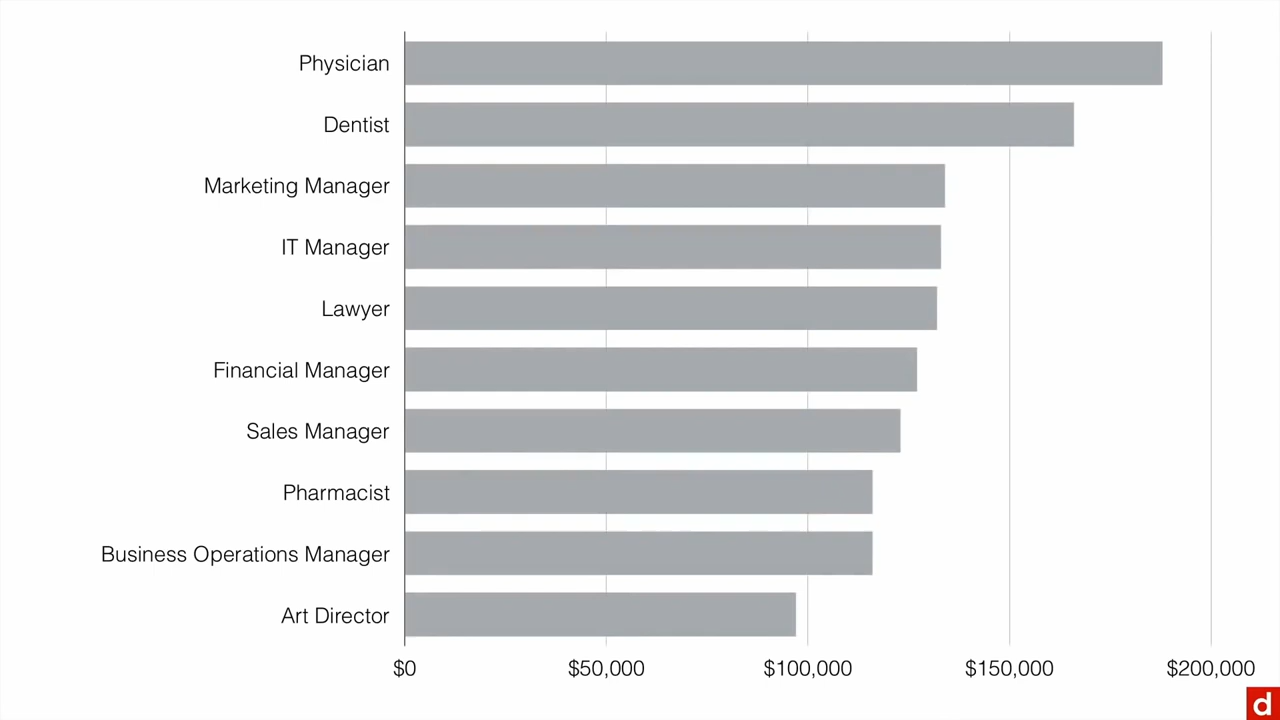 Physician
Dentist
Marketing Manager
IT Manager
Lawyer
Financial Manager
Sales Manager
Pharmacist
Business Operations Manager
Art Director
$0 $50,000 $100,000 $150,000 $200,000
d